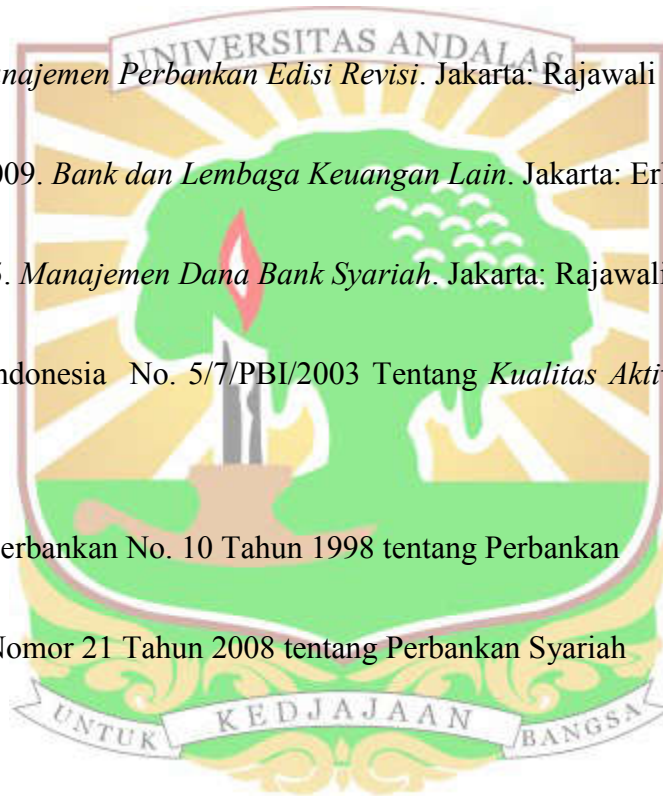 UNIVERSITAS ANDALAS
najemen Perbankan Edisi Revisi. Jakarta: Rajawali
009. Bank dan Lembaga Keuangan Lain. Jakarta: Erl
. Manajemen Dana Bank Syariah. Jakarta: Rajawali
ndonesia No. 5/7/PBI/2003 Tentang Kualitas Akti
erbankan No. 10 Tahun 1998 tentang Perbankan
Nomor 21 Tahun 2008 tentang Perbankan Syariah
UNTUK KEDJAJAAN BANGSA